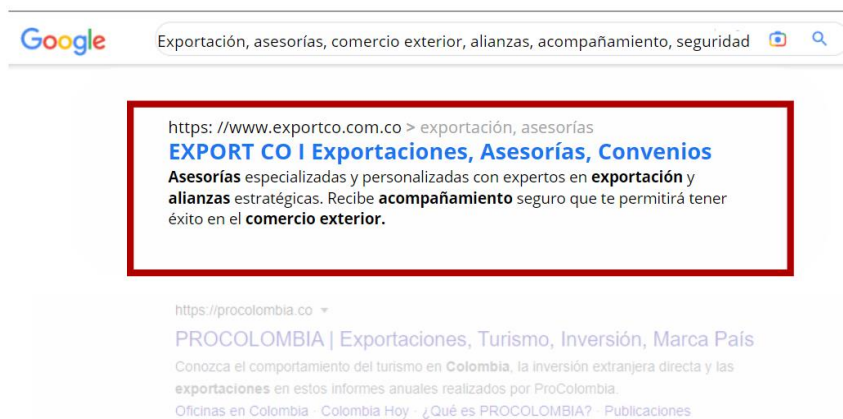 Google
Exportación, asesorías, comercio exterior, alianzas, acompañamiento, seguridad
https: //www.exportco.com.co > exportación, asesorías
EXPORT CO I Exportaciones, Asesorías, Convenios
Asesorías especializadas y personalizadas con expertos en exportación y
alianzas estratégicas. Recibe acompañamiento seguro que te permitirá tener
éxito en el comercio exterior.
https://procolombia.co
PROCOLOMBIA | Exportaciones, Turismo, Inversión, Marca País
Conozca el comportamiento del turismo en Colombia, la inversión extranjera directa y las
exportaciones en estos informes anuales realizados por ProColombia.
Oficinas en Colombia · Colombia Hoy · ¿Qué es PROCOLOMBIA? · Publicaciones